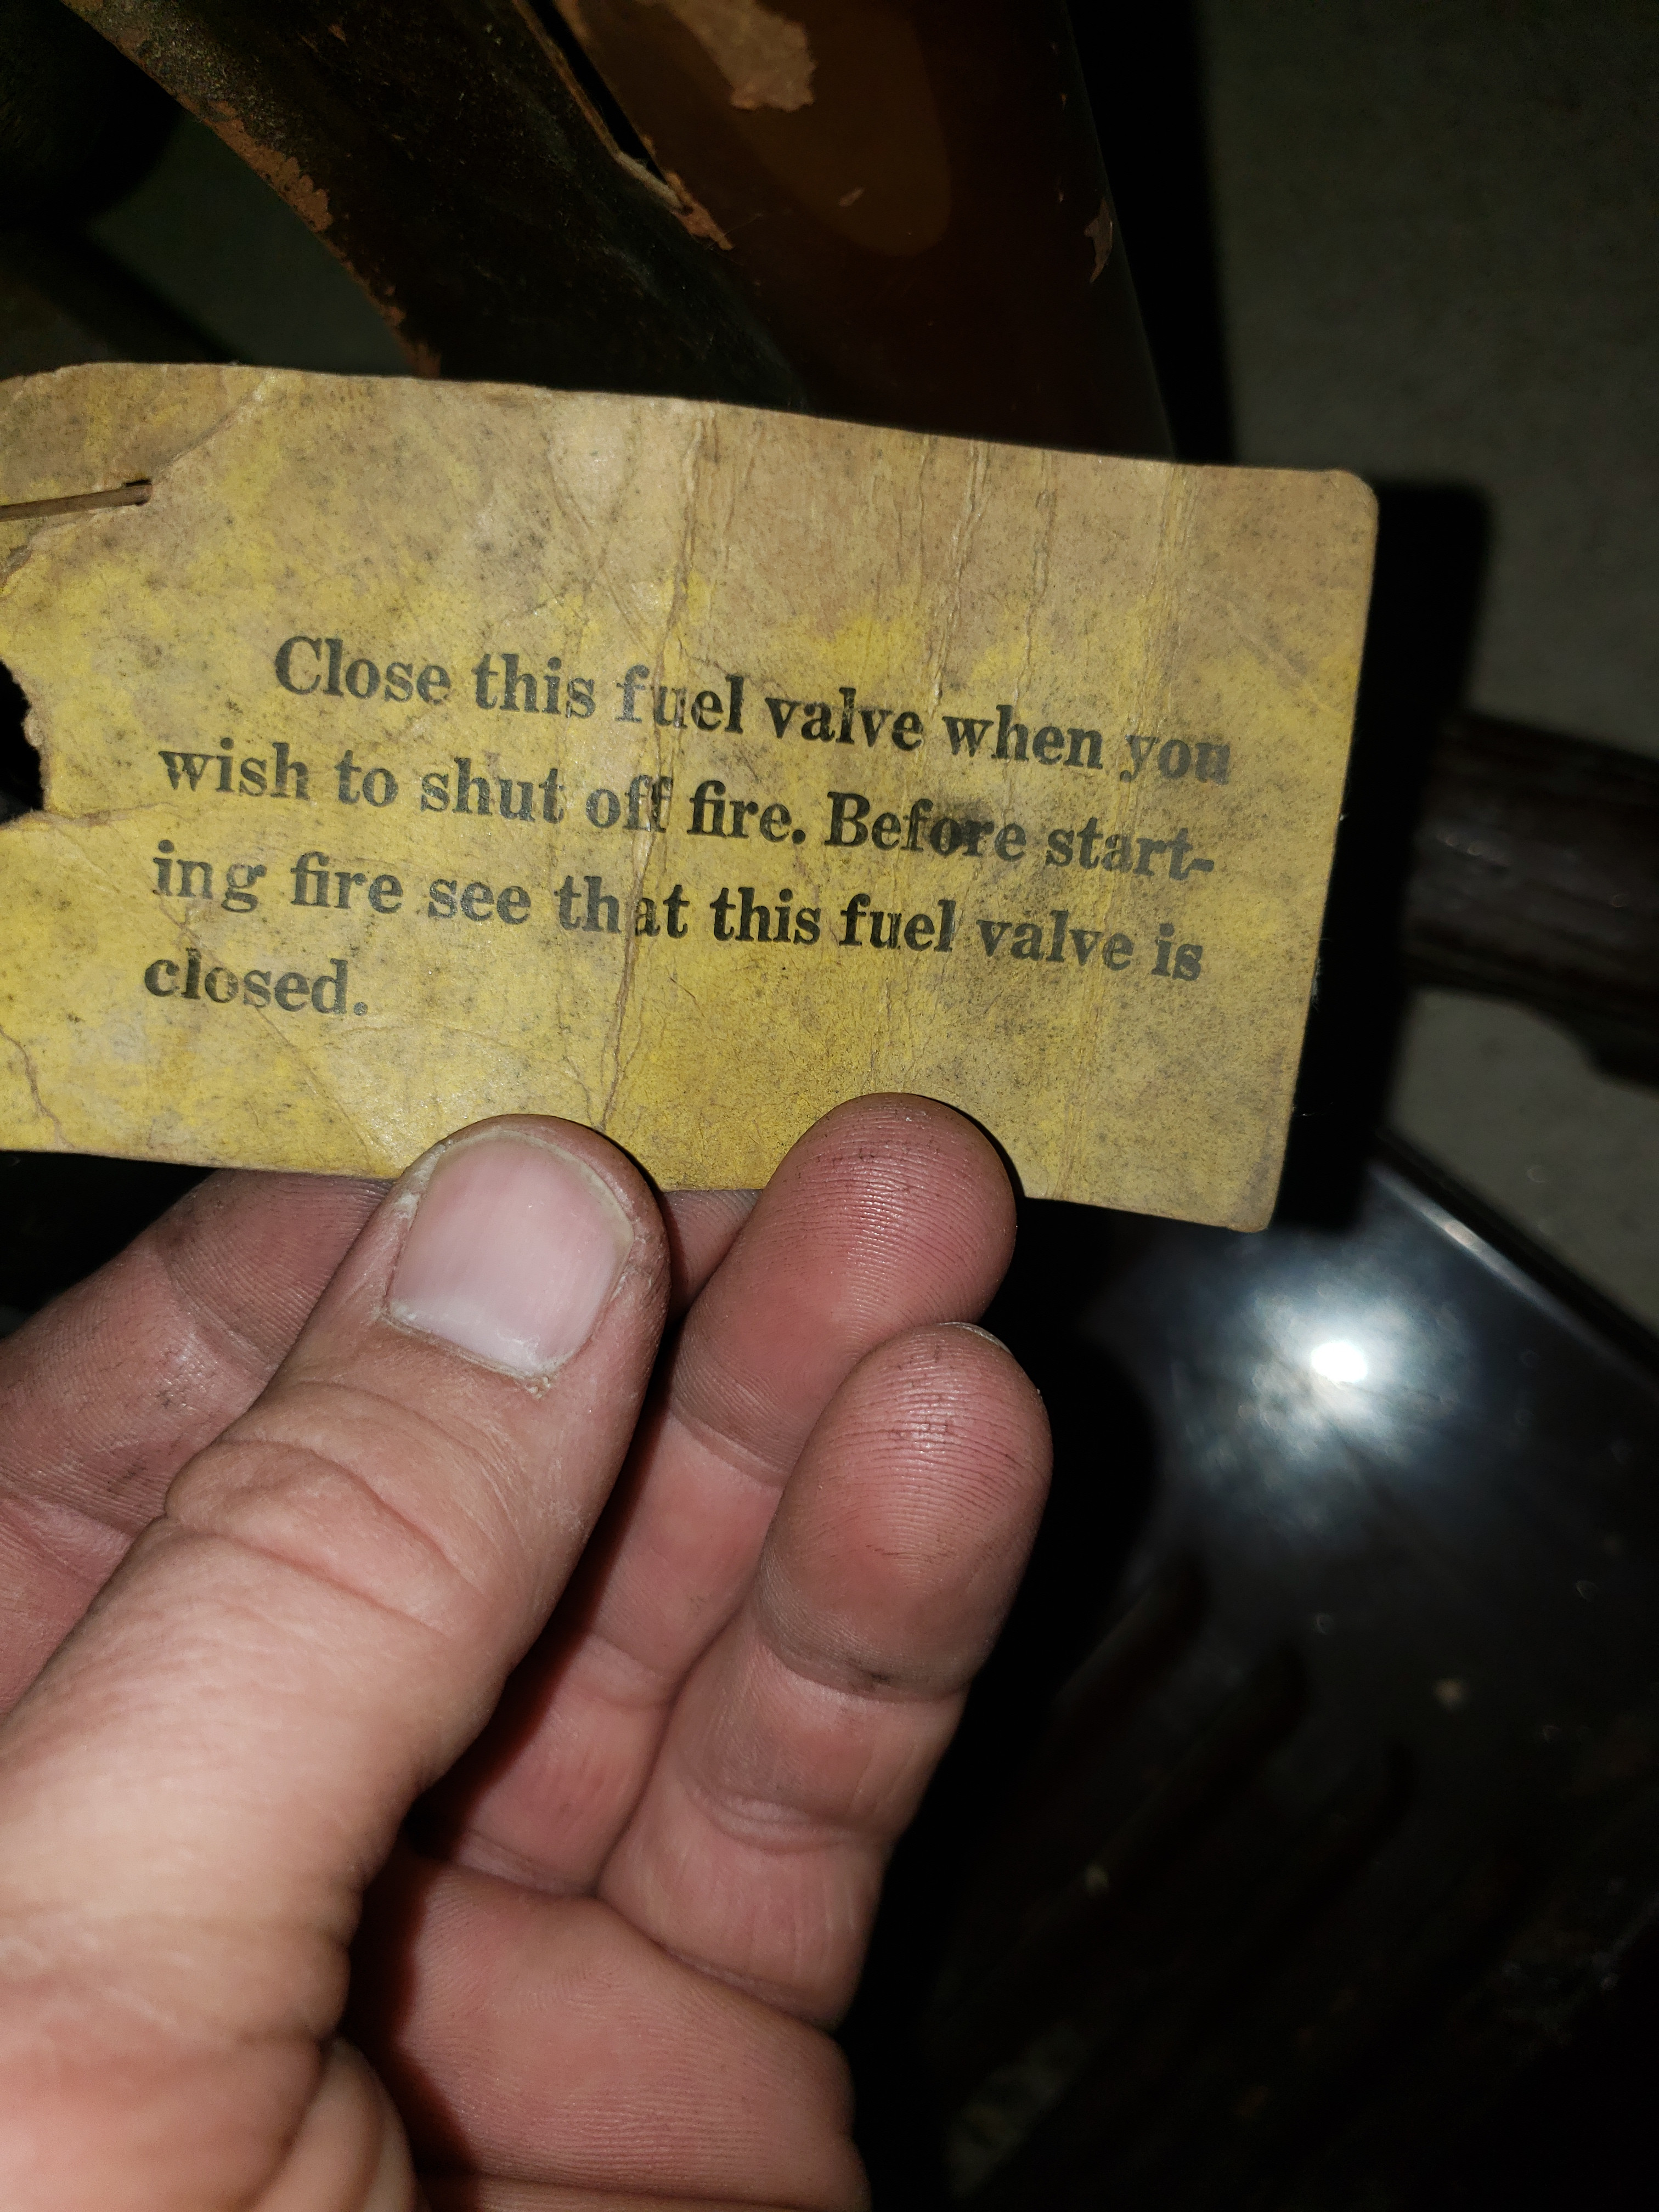 Close this fuel valve when you
wish to shut off fire. Before start-
ing fire see that this fuel valve is
closed.